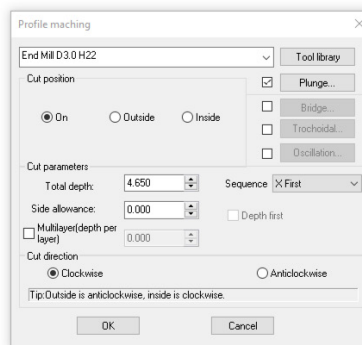 Profile maching
End Mill D3.0 H22
Tool library
Cut position
Plunge...
On Outside Inside
Bridge...
Trochoidal...
Oscillation...
Cut parameters
Total depth: 4.650 Sequence X First
Side allowance: 0.000 Depth first
Multilayer(depth per
layer) 0.000
Cut direction
Clockwise Anticlockwise
Tip:Outside is anticlockwise, inside is clockwise.
OK Cancel